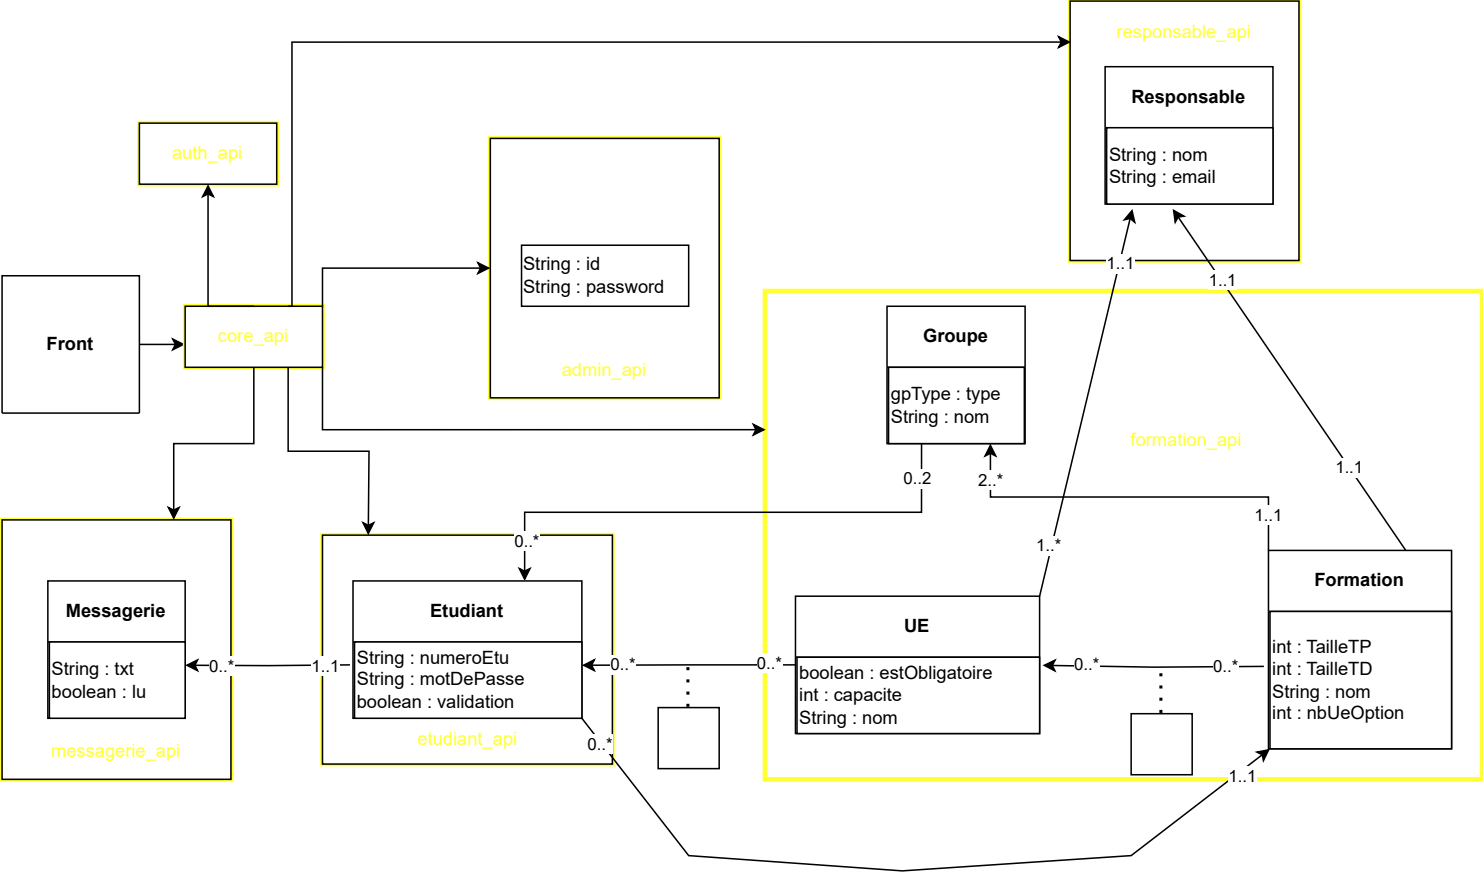 responsable_api
Responsable
String : nom
String : email
auth_api
String : id
String : password
admin_api
Front
core_api
1..1
1..1
Groupe
gpType : type
String : nom
formation_api
0..2
2..*
1..1
1..1
0..*
1..*
Messagerie
String : txt
boolean : lu
messagerie_api
0..*
1..1
Etudiant
String : numeroEtu
String : motDePasse
boolean : validation
etudiant_api
0..*
0..*
0..*
UE
boolean : estObligatoire
int : capacite
String : nom
0..*
0..*
Formation
int : TailleTP
int : TailleTD
String : nom
int : nbUeOption
1..1